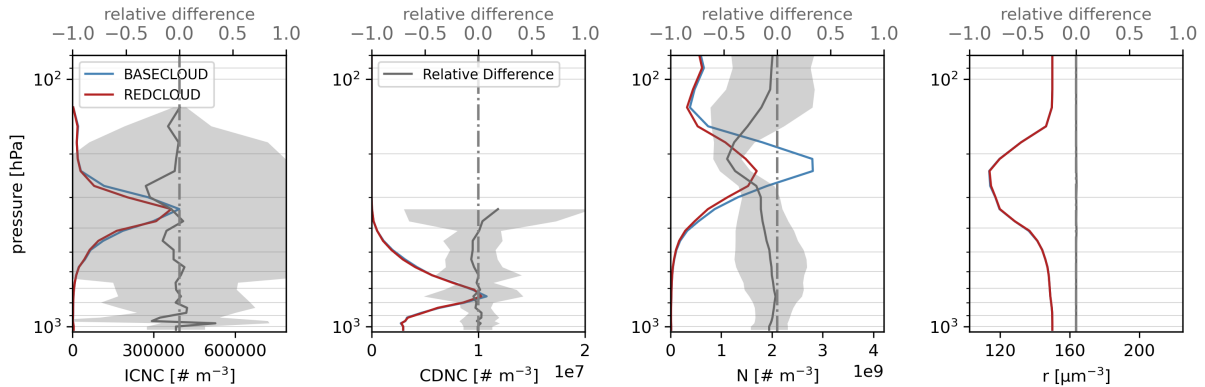 relative difference relative difference relative difference relative difference
−1.0 −0.5 0.0 0.5 1.0 −1.0 −0.5 0.0 0.5 1.0 −1.0 −0.5 0.0 0.5 1.0 −1.0 −0.5 0.0 0.5 1.0
BASECLOUD Relative Difference
REDCLOUD
10² 10² 10² 10²
pressure [hPa]
10³ 10³ 10³ 10³
0 300000 600000 0 1 2 0 1 2 3 4 120 160 200
1e7 1e9
ICNC [# m⁻³] CDNC [# m⁻³] N [# m⁻³] r [μm⁻³]